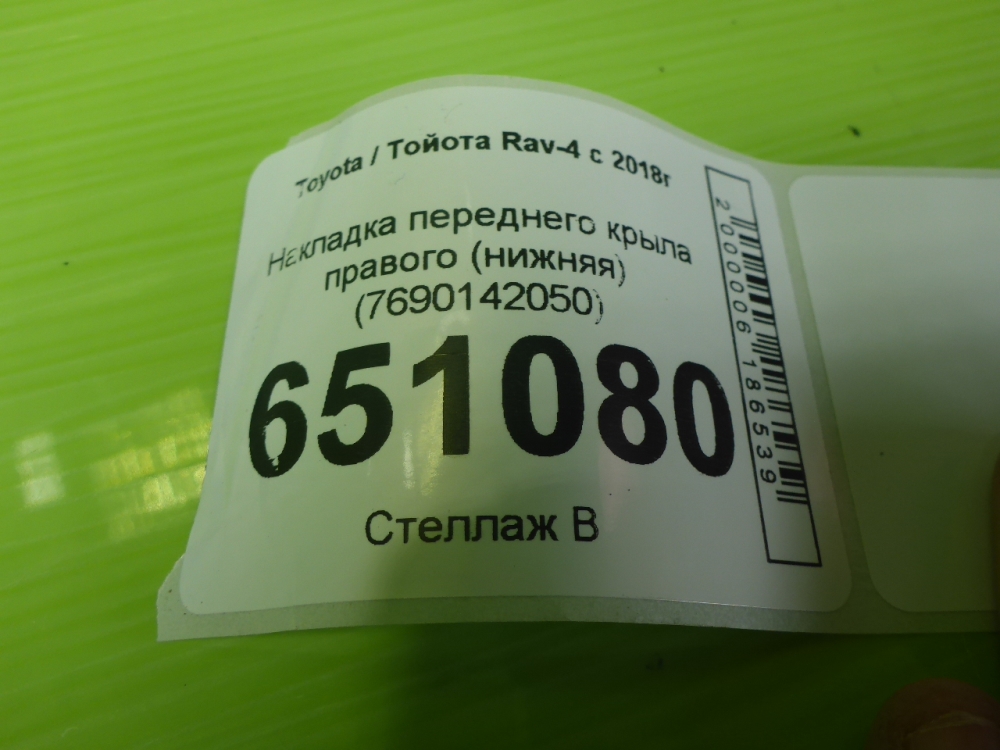 Toyota / Тойота Rav-4 с 2018г
Накладка переднего крыла
правого (нижняя)
(7690142050)
651080
Стеллаж В
2000006186539